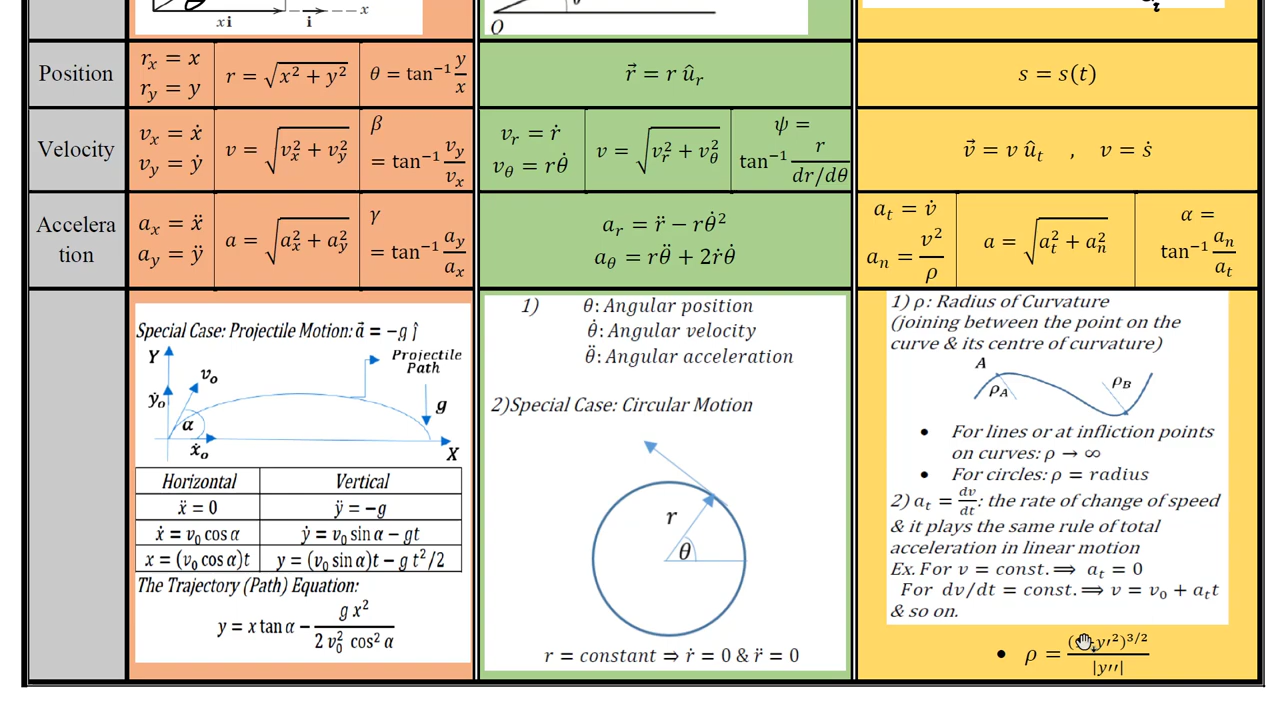 θ
x i
i
x
O
û_t
Position
r_x = x
r_y = y
r = √(x² + y²)
θ = tan⁻¹ y/x
r⃗ = r û_r
s = s(t)
Velocity
v_x = ẋ
v_y = ẏ
v = √(v_x² + v_y²)
β
= tan⁻¹ v_y/v_x
v_r = ṙ
v_θ = rθ̇
v = √(v_r² + v_θ²)
ψ =
tan⁻¹ r/(dr/dθ)
v⃗ = v û_t , v = ṡ
Accelera
tion
a_x = ẍ
a_y = ÿ
a = √(a_x² + a_y²)
γ
= tan⁻¹ a_y/a_x
a_r = r̈ − rθ̇²
a_θ = rθ̈ + 2ṙθ̇
a_t = v̇
a_n = v²/ρ
a = √(a_t² + a_n²)
α =
tan⁻¹ a_n/a_t
Special Case: Projectile Motion: a⃗ = −g ĵ
Y
v_o
Projectile
Path
ẏ_o
g
α
ẋ_o
X
Horizontal Vertical
ẍ = 0 ÿ = −g
ẋ = v₀ cos α ẏ = v₀ sin α − gt
x = (v₀ cos α)t y = (v₀ sin α)t − g t²/2
The Trajectory (Path) Equation:
y = x tan α − g x²/(2 v₀² cos² α)
1) θ: Angular position
θ̇: Angular velocity
θ̈: Angular acceleration
2)Special Case: Circular Motion
r
θ
r = constant ⇒ ṙ = 0 & r̈ = 0
1) ρ: Radius of Curvature
(joining between the point on the
curve & its centre of curvature)
A
ρ_A
ρ_B
• For lines or at infliction points
on curves: ρ → ∞
• For circles: ρ = radius
2) a_t = dv/dt: the rate of change of speed
& it plays the same rule of total
acceleration in linear motion
Ex. For v = const. ⟹ a_t = 0
For dv/dt = const. ⟹ v = v₀ + a_t t
& so on.
• ρ = ( y′²)^3/2/|y′′|